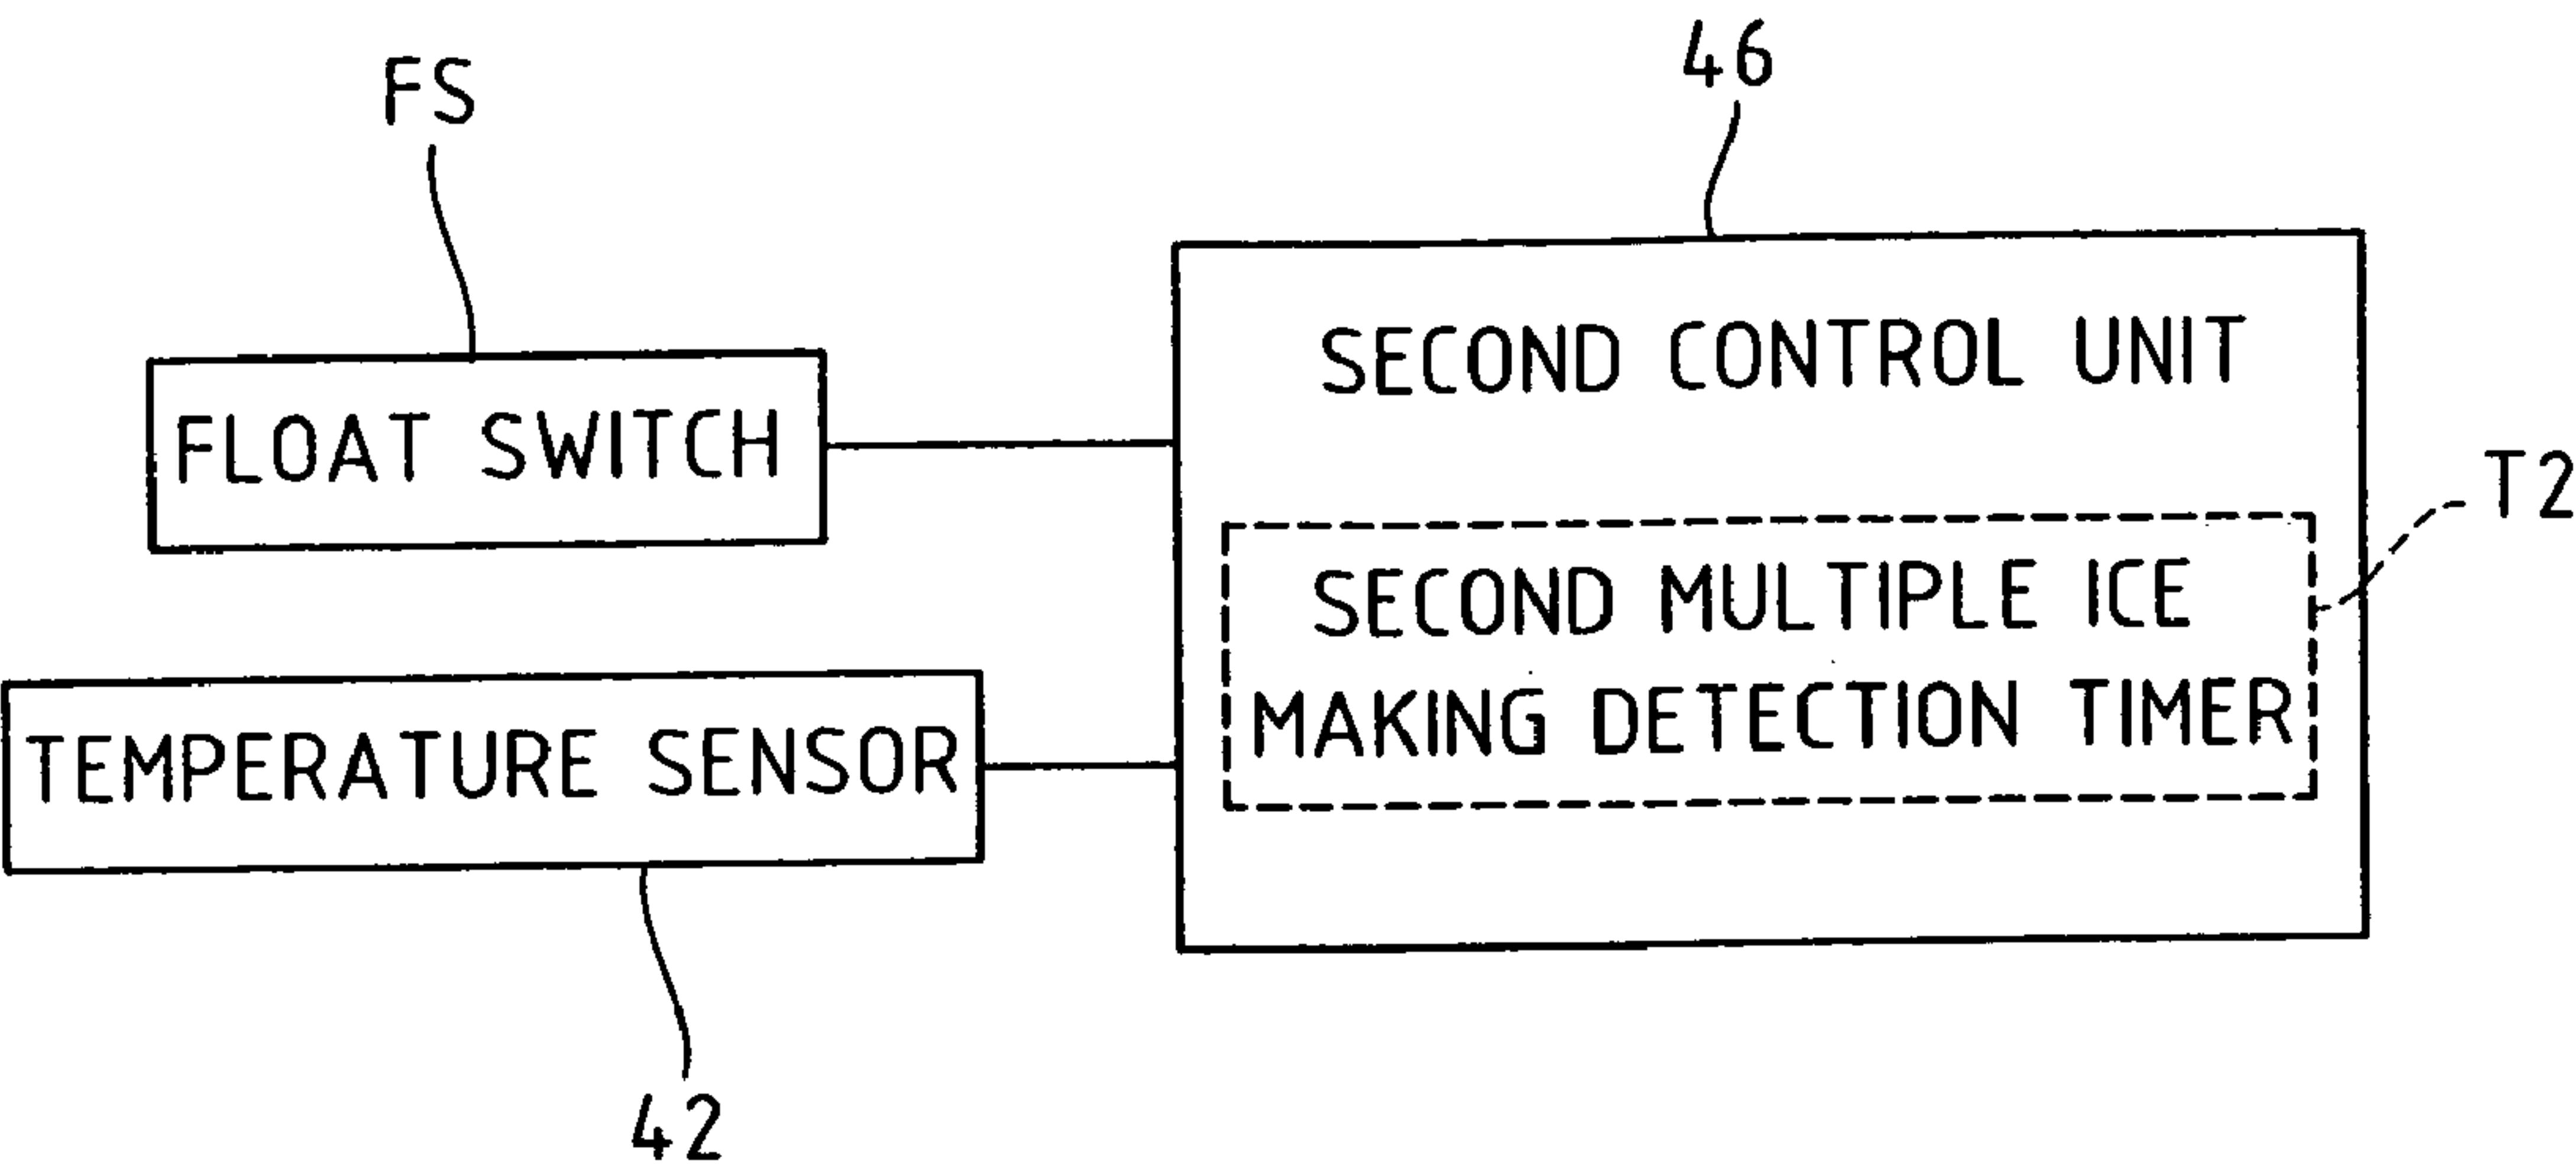 46
FS
SECOND CONTROL UNIT
FLOAT SWITCH
T2
SECOND MULTIPLE ICE
MAKING DETECTION TIMER
TEMPERATURE SENSOR
42